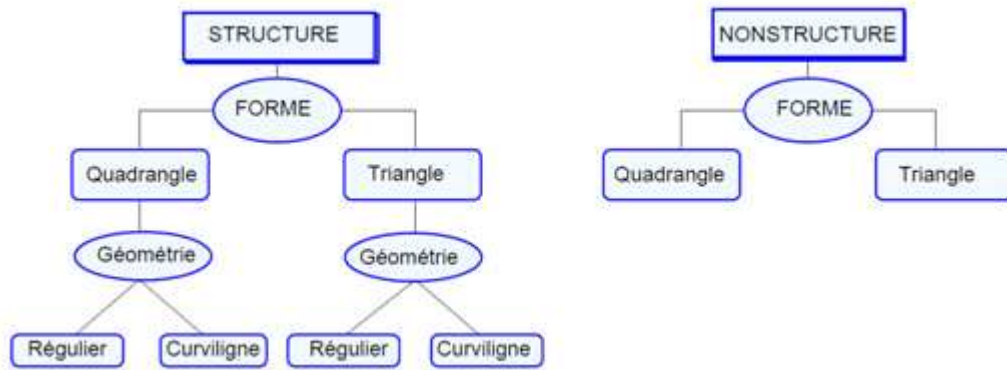 STRUCTURE
NONSTRUCTURE
FORME
FORME
Quadrangle
Triangle
Quadrangle
Triangle
Géométrie
Géométrie
Régulier
Curviligne
Régulier
Curviligne